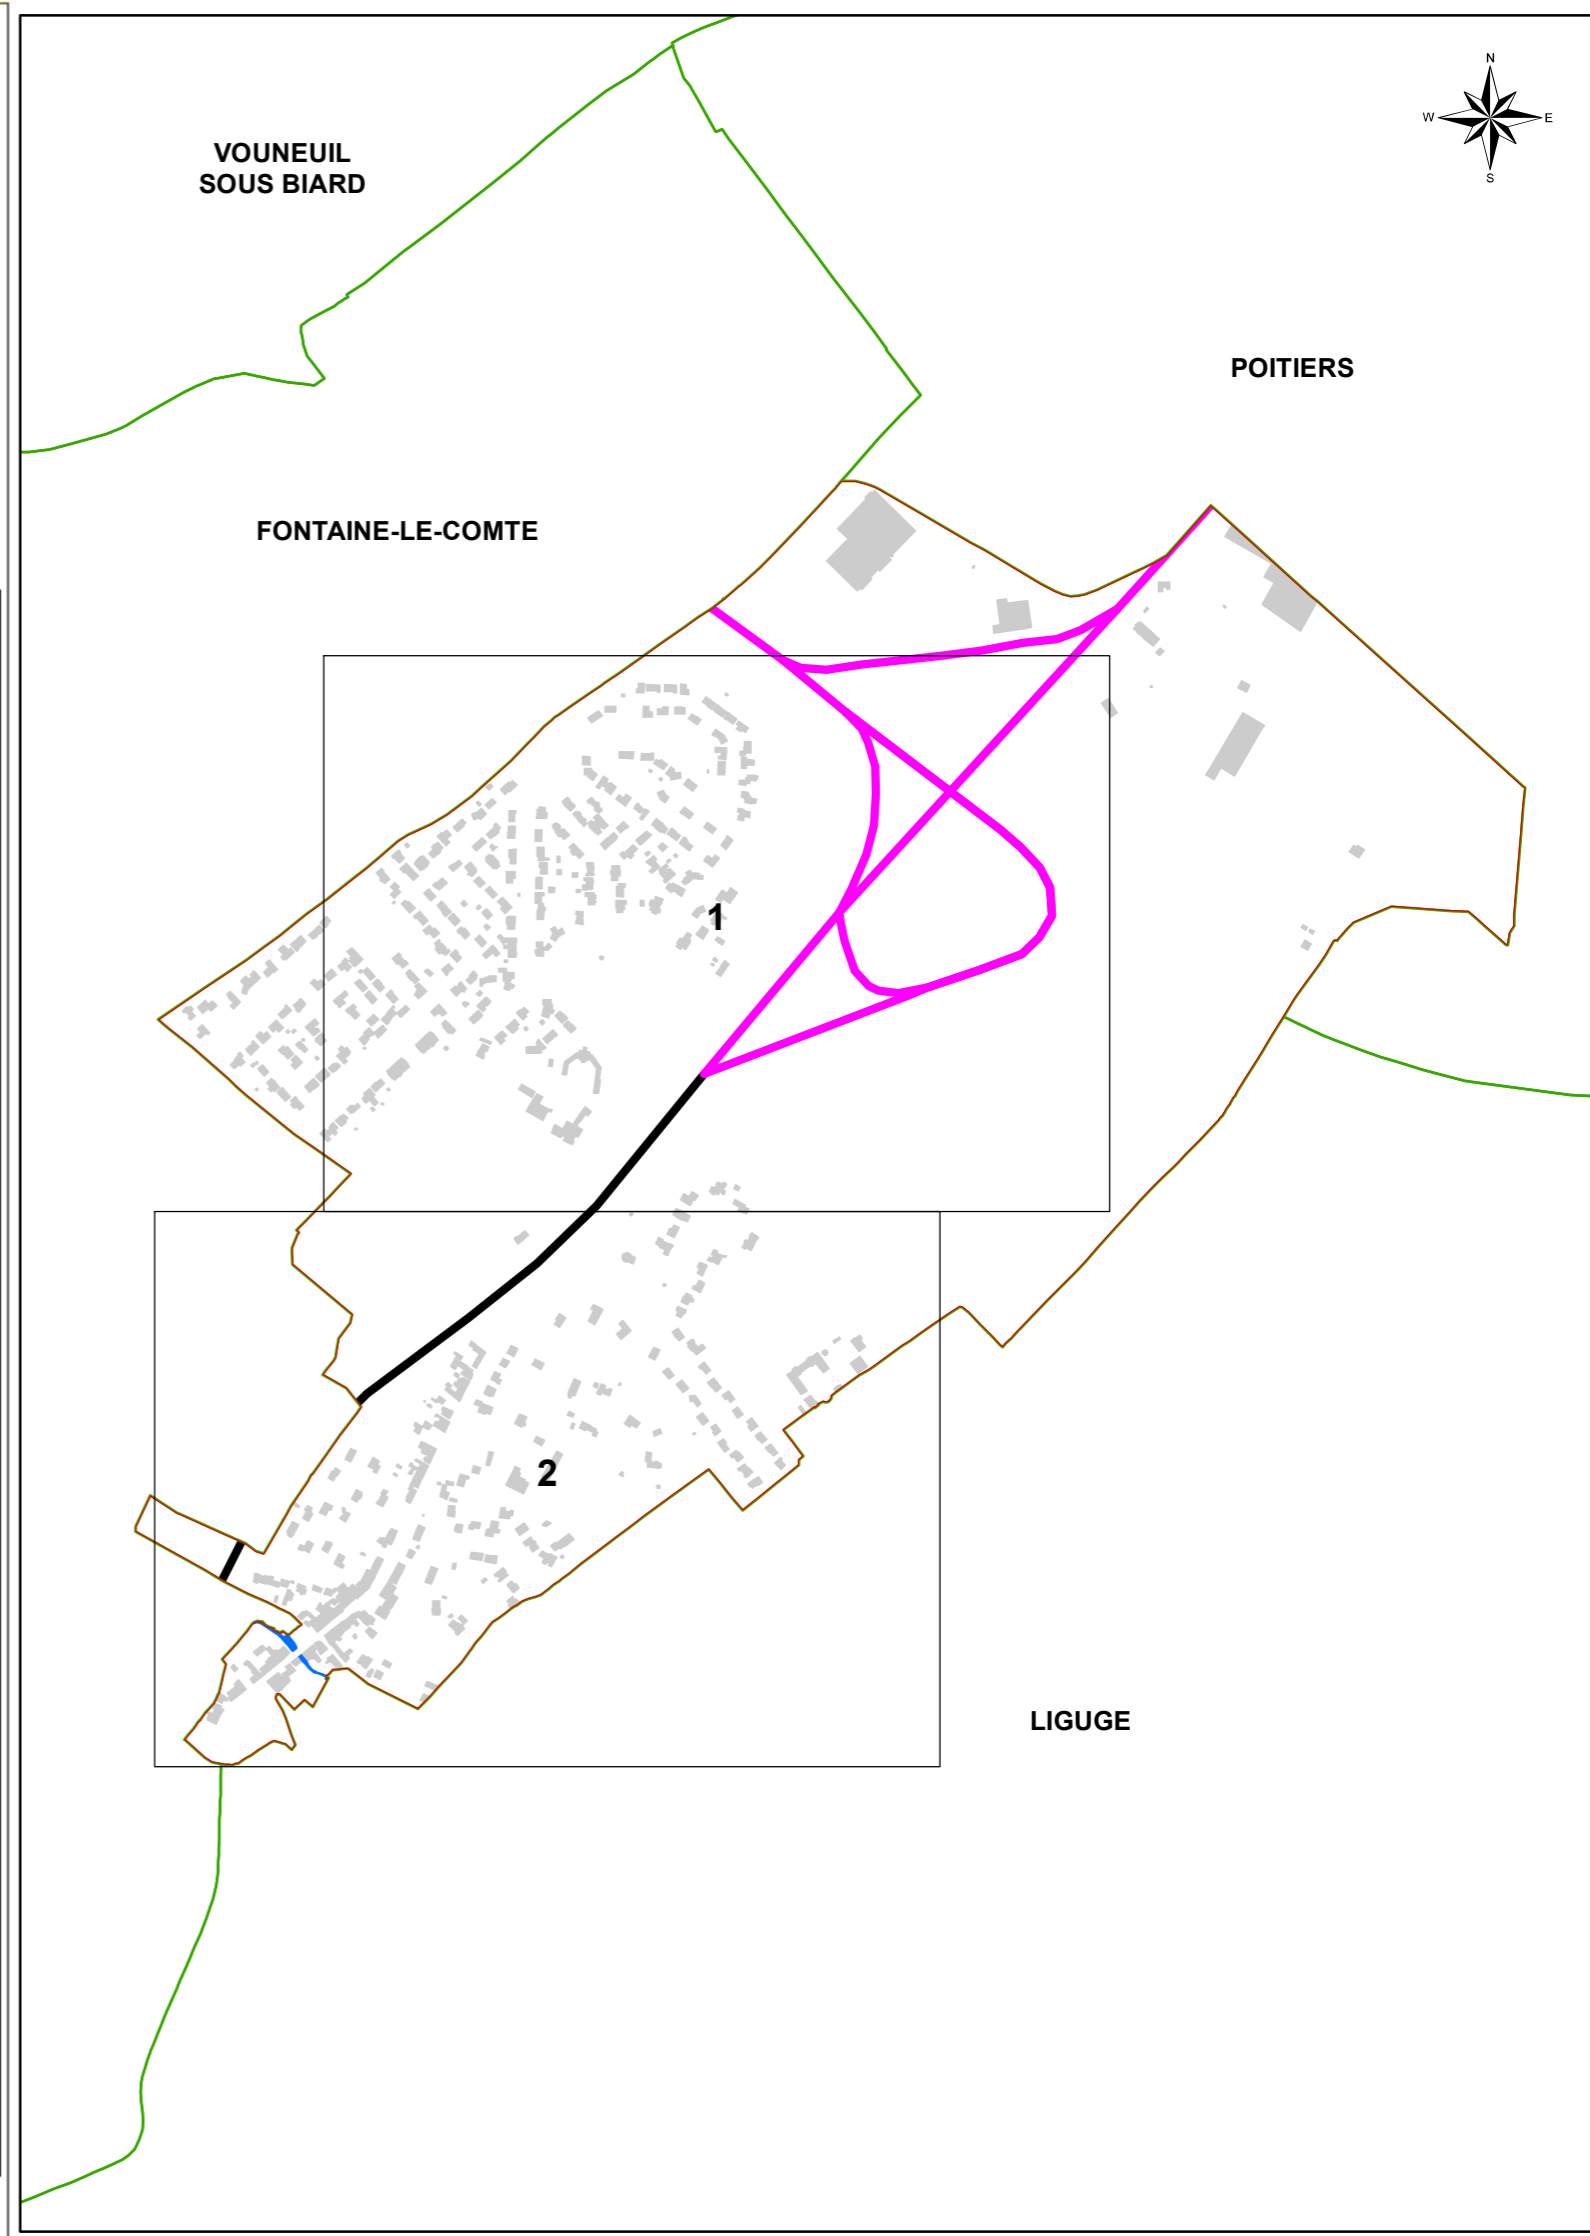 N
W E
S
VOUNEUIL
SOUS BIARD
POITIERS
FONTAINE-LE-COMTE
1
2
LIGUGE